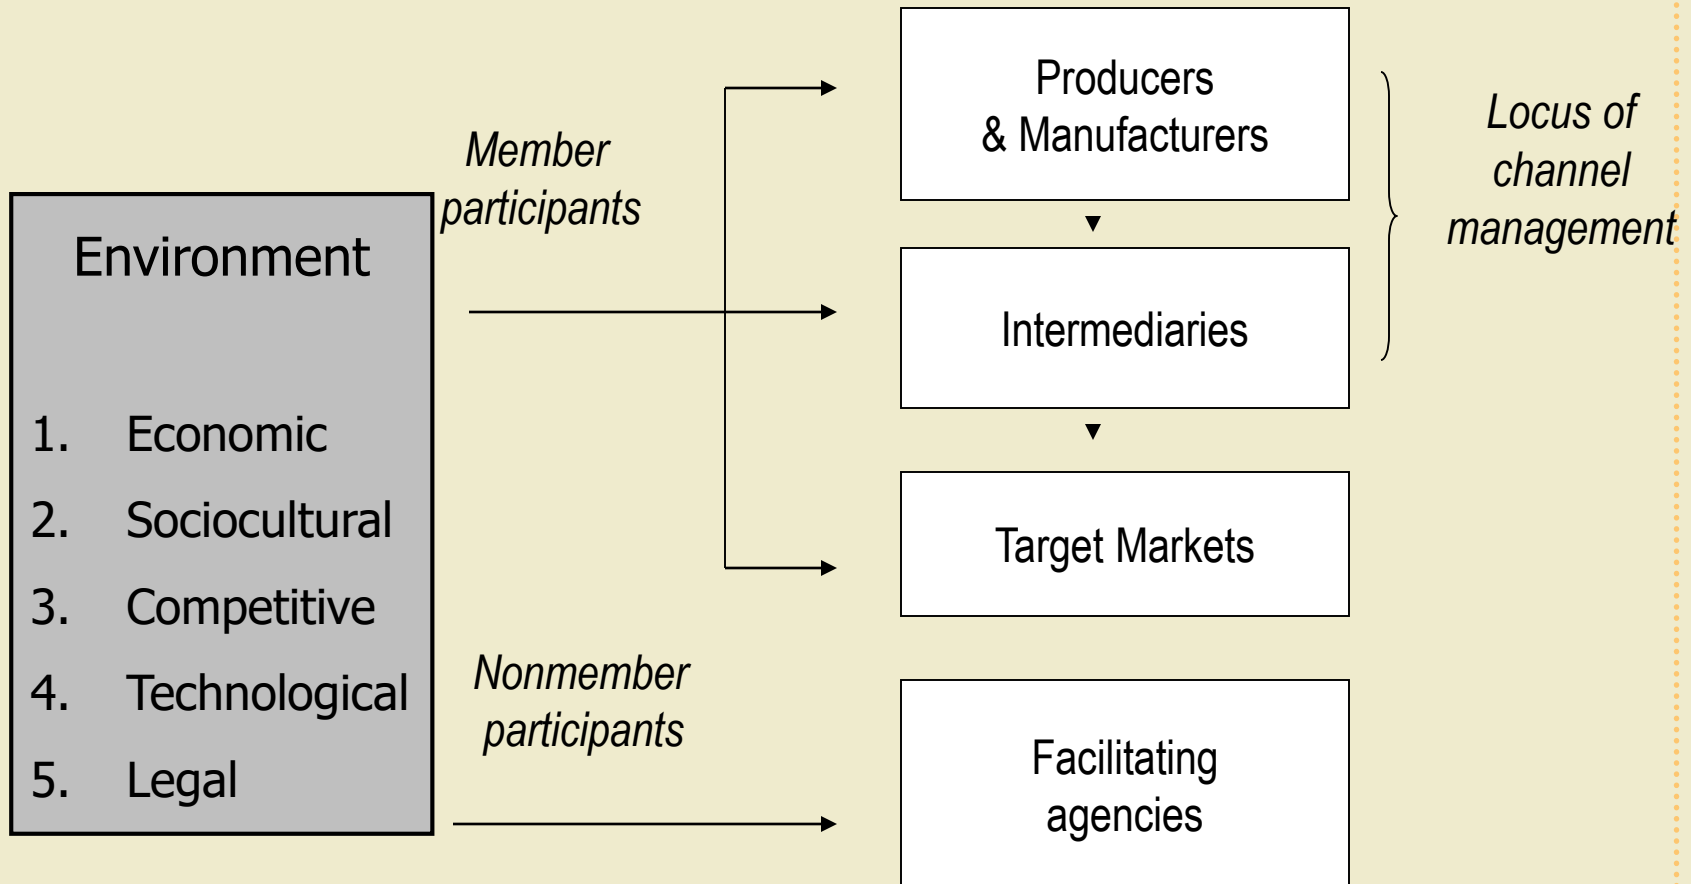 Environment
1. Economic
2. Sociocultural
3. Competitive
4. Technological
5. Legal
Member
participants
Nonmember
participants
Producers
& Manufacturers
Intermediaries
Target Markets
Facilitating
agencies
Locus of
channel
management